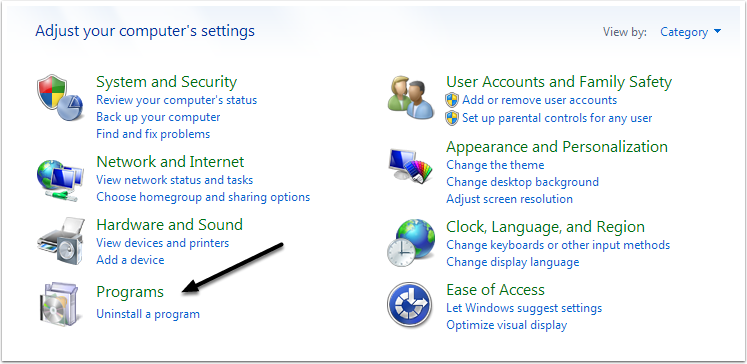 Adjust your computer's settings
View by: Category
System and Security
Review your computer's status
Back up your computer
Find and fix problems
Network and Internet
View network status and tasks
Choose homegroup and sharing options
Hardware and Sound
View devices and printers
Add a device
Programs
Uninstall a program
User Accounts and Family Safety
Add or remove user accounts
Set up parental controls for any user
Appearance and Personalization
Change the theme
Change desktop background
Adjust screen resolution
Clock, Language, and Region
Change keyboards or other input methods
Change display language
Ease of Access
Let Windows suggest settings
Optimize visual display